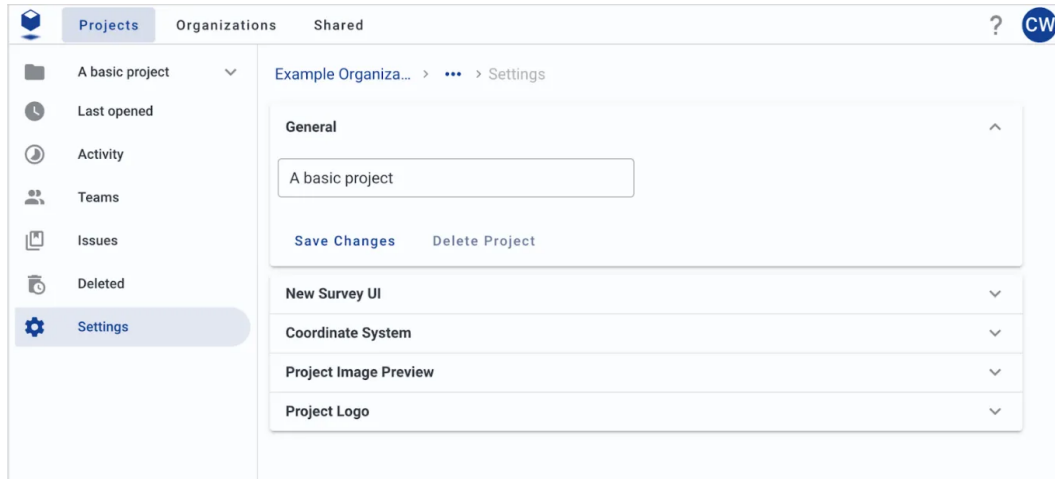 Projects Organizations Shared ? CW
A basic project
Last opened
Activity
Teams
Issues
Deleted
Settings
Example Organiza... > ••• > Settings
General
A basic project
Save Changes Delete Project
New Survey UI
Coordinate System
Project Image Preview
Project Logo